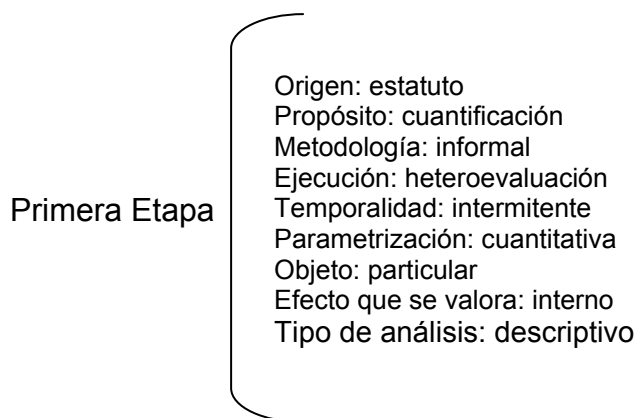 Primera Etapa
Origen: estatuto
Propósito: cuantificación
Metodología: informal
Ejecución: heteroevaluación
Temporalidad: intermitente
Parametrización: cuantitativa
Objeto: particular
Efecto que se valora: interno
Tipo de análisis: descriptivo